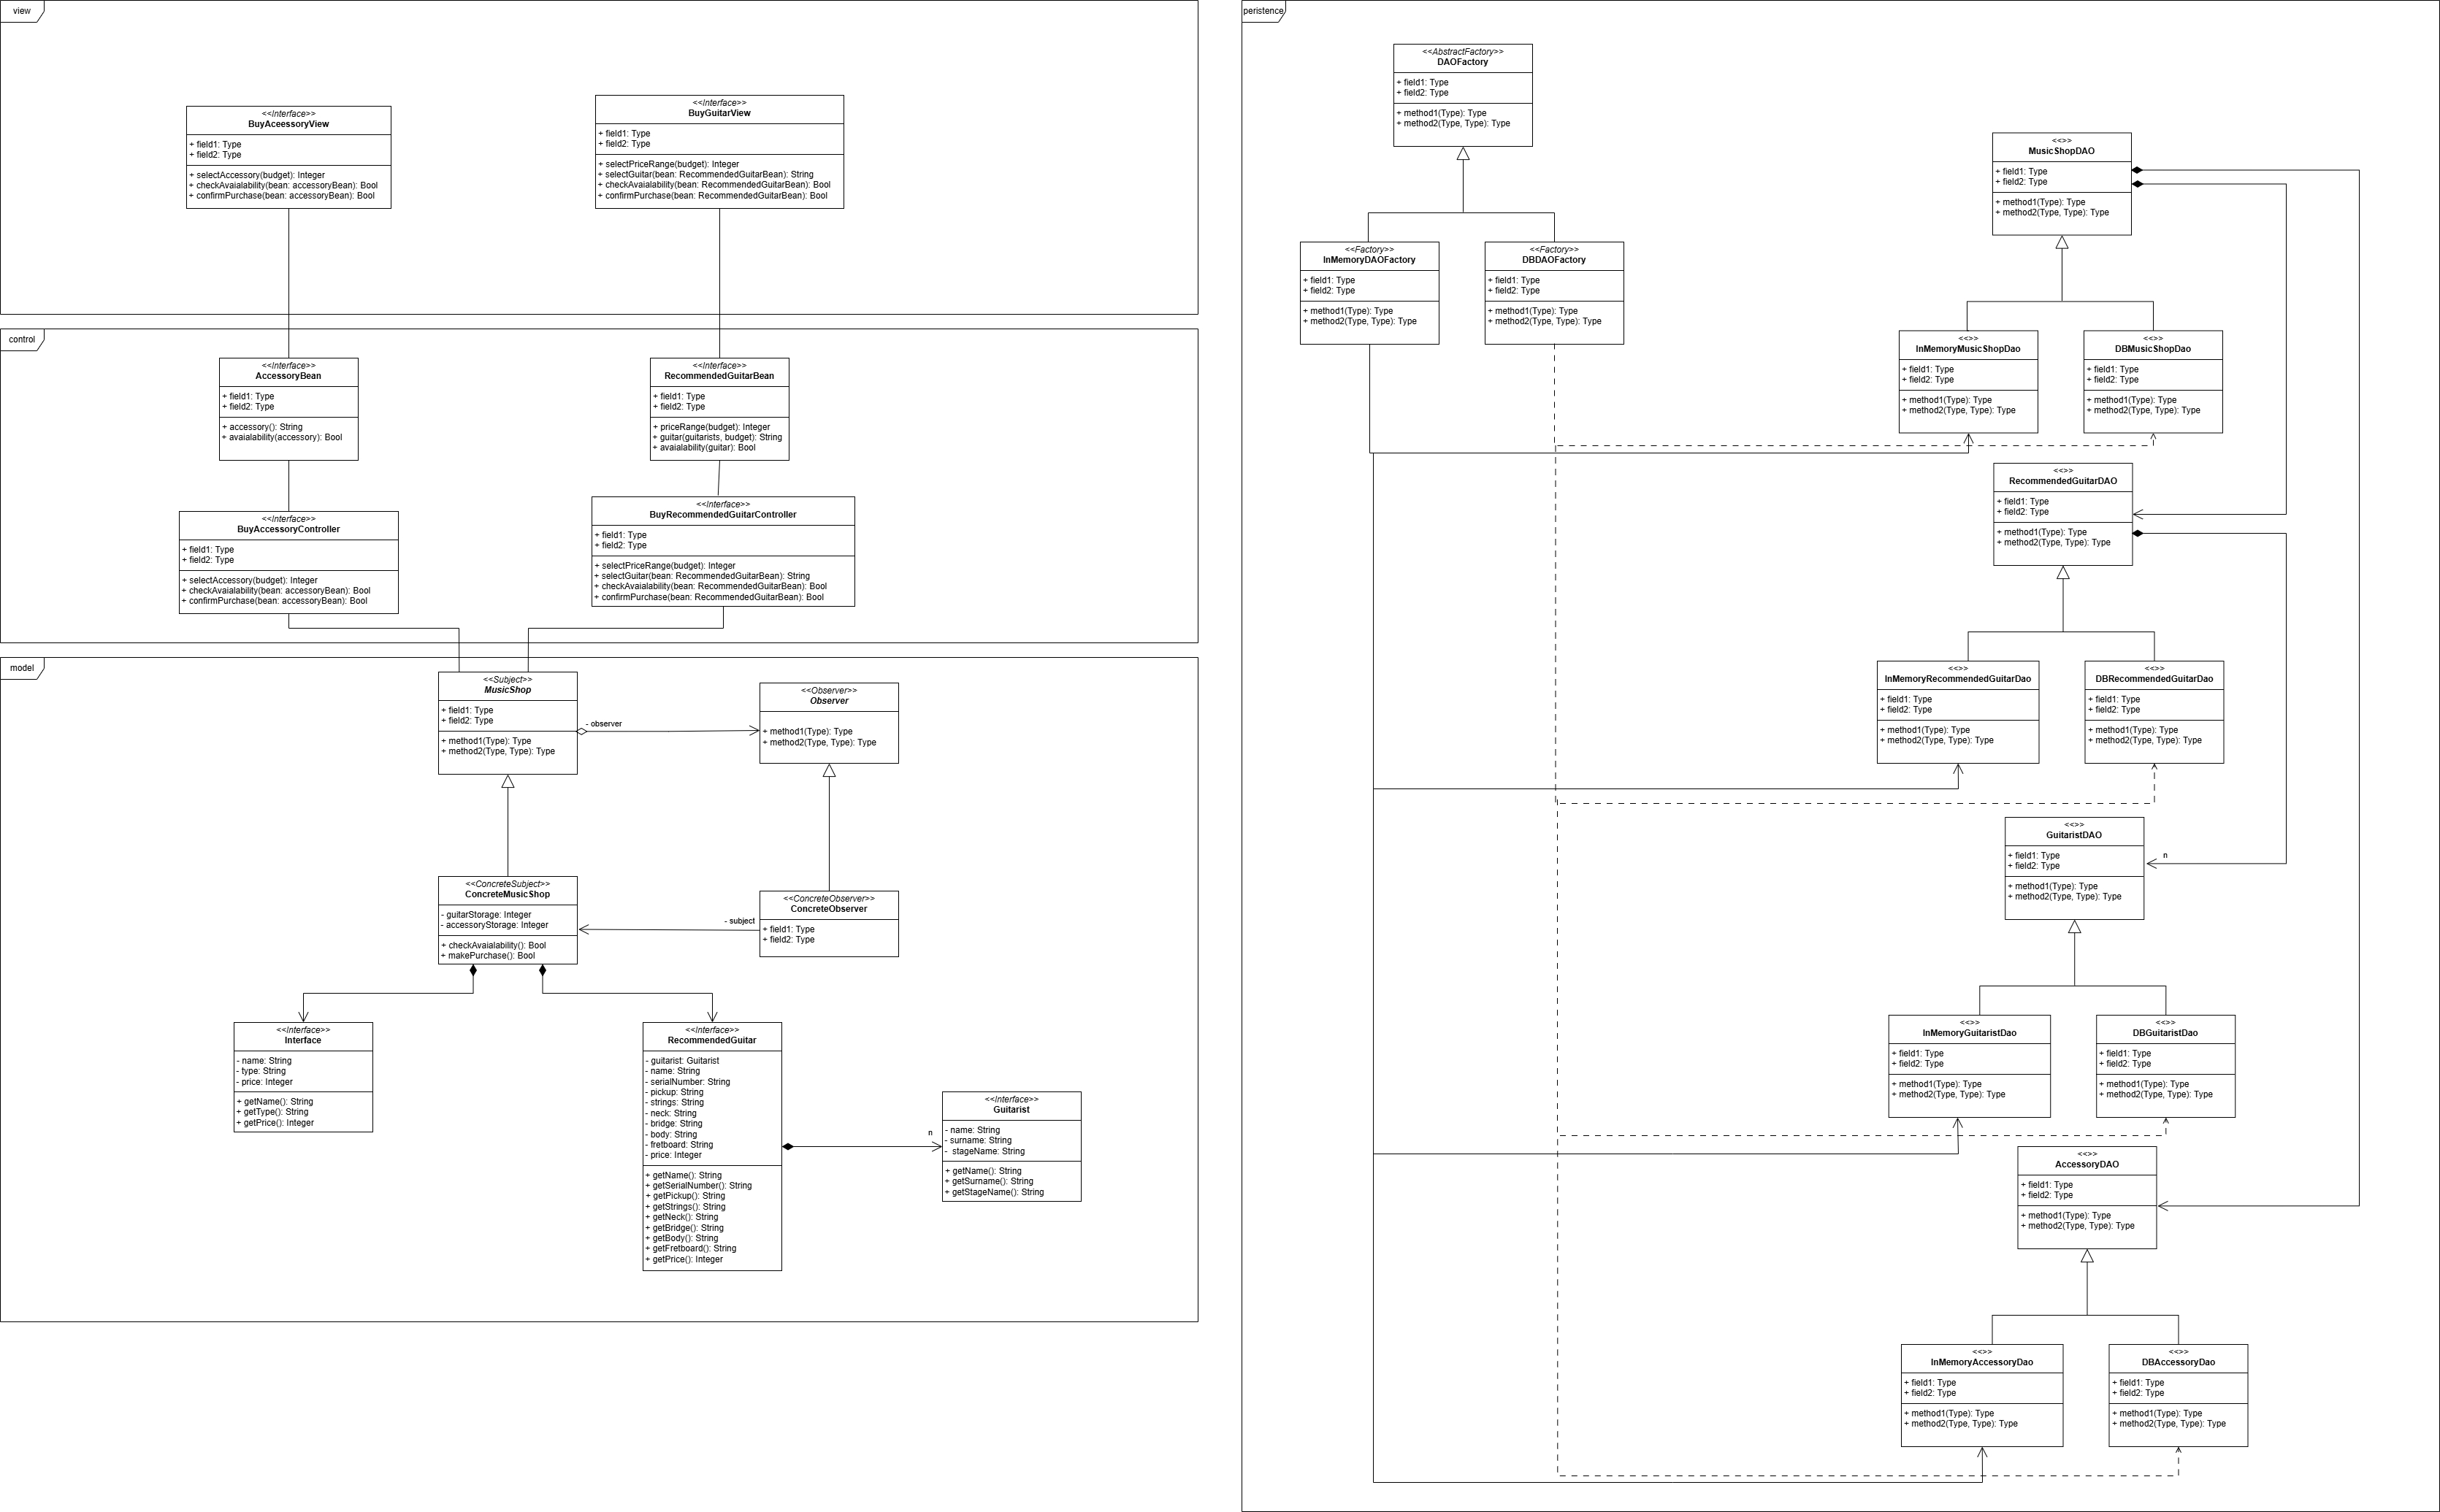 view
<<Interface>>
BuyAceessoryView
+ field1: Type
+ field2: Type
+ selectAccessory(budget): Integer
+ checkAvaialability(bean: accessoryBean): Bool
+ confirmPurchase(bean: accessoryBean): Bool
<<Interface>>
BuyGuitarView
+ field1: Type
+ field2: Type
+ selectPriceRange(budget): Integer
+ selectGuitar(bean: RecommendedGuitarBean): String
+ checkAvaialability(bean: RecommendedGuitarBean): Bool
+ confirmPurchase(bean: RecommendedGuitarBean): Bool
control
<<Interface>>
AccessoryBean
+ field1: Type
+ field2: Type
+ accessory(): String
+ avaialability(accessory): Bool
<<Interface>>
RecommendedGuitarBean
+ field1: Type
+ field2: Type
+ priceRange(budget): Integer
+ guitar(guitarists, budget): String
+ avaialability(guitar): Bool
<<Interface>>
BuyAccessoryController
+ field1: Type
+ field2: Type
+ selectAccessory(budget): Integer
+ checkAvaialability(bean: accessoryBean): Bool
+ confirmPurchase(bean: accessoryBean): Bool
<<Interface>>
BuyRecommendedGuitarController
+ field1: Type
+ field2: Type
+ selectPriceRange(budget): Integer
+ selectGuitar(bean: RecommendedGuitarBean): String
+ checkAvaialability(bean: RecommendedGuitarBean): Bool
+ confirmPurchase(bean: RecommendedGuitarBean): Bool
model
<<Subject>>
MusicShop
+ field1: Type
+ field2: Type
+ method1(Type): Type
+ method2(Type, Type): Type
- observer
<<Observer>>
Observer
+ method1(Type): Type
+ method2(Type, Type): Type
<<ConcreteSubject>>
ConcreteMusicShop
- guitarStorage: Integer
- accessoryStorage: Integer
+ checkAvaialability(): Bool
+ makePurchase(): Bool
- subject
<<ConcreteObserver>>
ConcreteObserver
+ field1: Type
+ field2: Type
<<Interface>>
Interface
- name: String
- type: String
- price: Integer
+ getName(): String
+ getType(): String
+ getPrice(): Integer
<<Interface>>
RecommendedGuitar
- guitarist: Guitarist
- name: String
- serialNumber: String
- pickup: String
- strings: String
- neck: String
- bridge: String
- body: String
- fretboard: String
- price: Integer
+ getName(): String
+ getSerialNumber(): String
+ getPickup(): String
+ getStrings(): String
+ getNeck(): String
+ getBridge(): String
+ getBody(): String
+ getFretboard(): String
+ getPrice(): Integer
n
<<Interface>>
Guitarist
- name: String
- surname: String
- stageName: String
+ getName(): String
+ getSurname(): String
+ getStageName(): String
peristence
<<AbstractFactory>>
DAOFactory
+ field1: Type
+ field2: Type
+ method1(Type): Type
+ method2(Type, Type): Type
<<Factory>>
InMemoryDAOFactory
+ field1: Type
+ field2: Type
+ method1(Type): Type
+ method2(Type, Type): Type
<<Factory>>
DBDAOFactory
+ field1: Type
+ field2: Type
+ method1(Type): Type
+ method2(Type, Type): Type
<<>>
MusicShopDAO
+ field1: Type
+ field2: Type
+ method1(Type): Type
+ method2(Type, Type): Type
<<>>
InMemoryMusicShopDao
+ field1: Type
+ field2: Type
+ method1(Type): Type
+ method2(Type, Type): Type
<<>>
DBMusicShopDao
+ field1: Type
+ field2: Type
+ method1(Type): Type
+ method2(Type, Type): Type
<<>>
RecommendedGuitarDAO
+ field1: Type
+ field2: Type
+ method1(Type): Type
+ method2(Type, Type): Type
<<>>
InMemoryRecommendedGuitarDao
+ field1: Type
+ field2: Type
+ method1(Type): Type
+ method2(Type, Type): Type
<<>>
DBRecommendedGuitarDao
+ field1: Type
+ field2: Type
+ method1(Type): Type
+ method2(Type, Type): Type
<<>>
GuitaristDAO
+ field1: Type
+ field2: Type
+ method1(Type): Type
+ method2(Type, Type): Type
n
<<>>
InMemoryGuitaristDao
+ field1: Type
+ field2: Type
+ method1(Type): Type
+ method2(Type, Type): Type
<<>>
DBGuitaristDao
+ field1: Type
+ field2: Type
+ method1(Type): Type
+ method2(Type, Type): Type
<<>>
AccessoryDAO
+ field1: Type
+ field2: Type
+ method1(Type): Type
+ method2(Type, Type): Type
<<>>
InMemoryAccessoryDao
+ field1: Type
+ field2: Type
+ method1(Type): Type
+ method2(Type, Type): Type
<<>>
DBAccessoryDao
+ field1: Type
+ field2: Type
+ method1(Type): Type
+ method2(Type, Type): Type